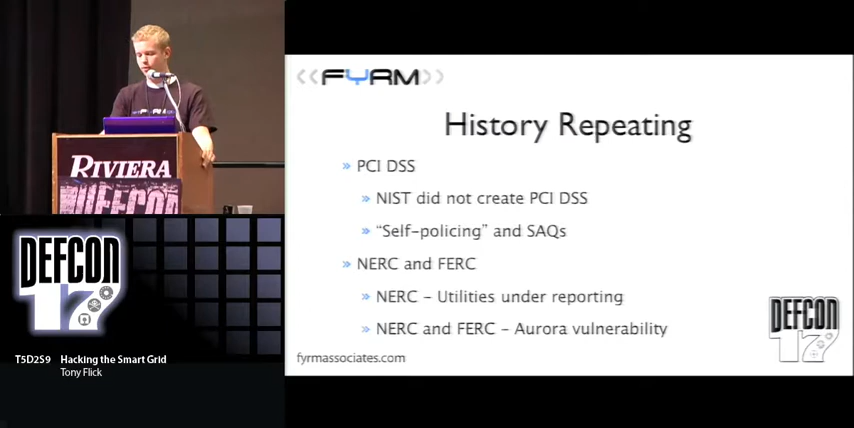 RIVIERA
DEFCON
DEFCON
17
T5D2S9 Hacking the Smart Grid
Tony Flick
((FYRM))
History Repeating
» PCI DSS
» NIST did not create PCI DSS
» “Self-policing” and SAQs
» NERC and FERC
» NERC – Utilities under reporting
» NERC and FERC – Aurora vulnerability
fyrmassociates.com
DEFCON
17